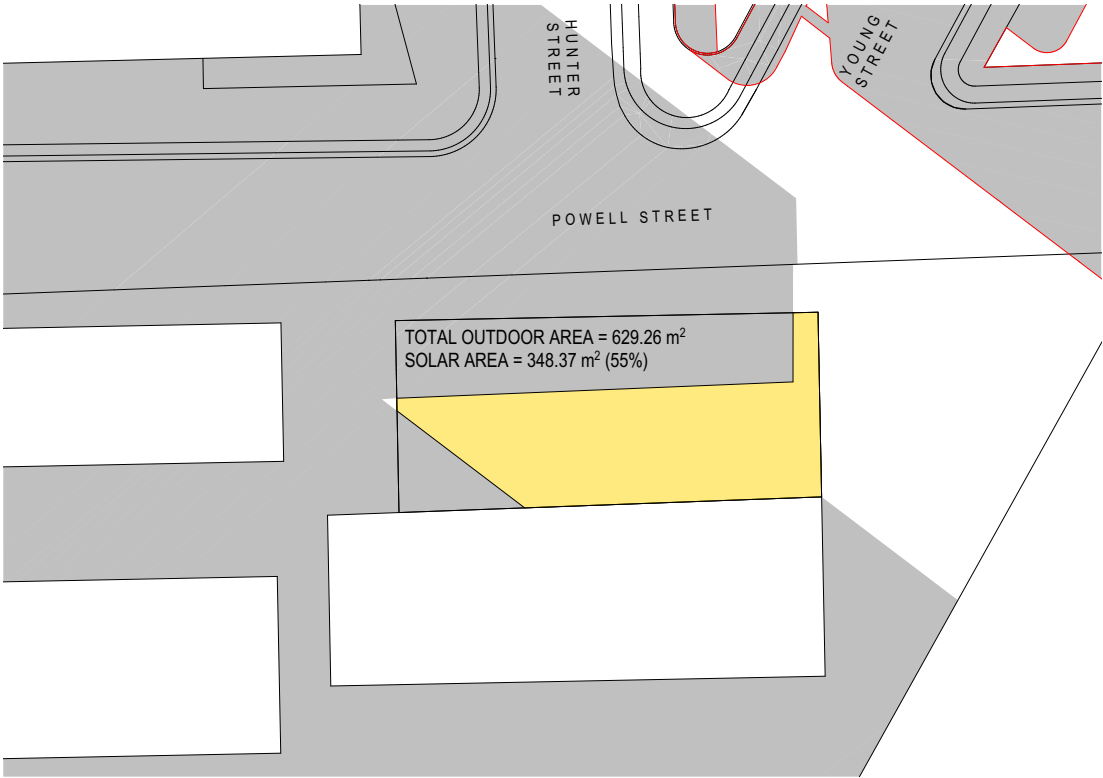 HUNTER
STREET
YOUNG
STREET
POWELL STREET
TOTAL OUTDOOR AREA = 629.26 m²
SOLAR AREA = 348.37 m² (55%)